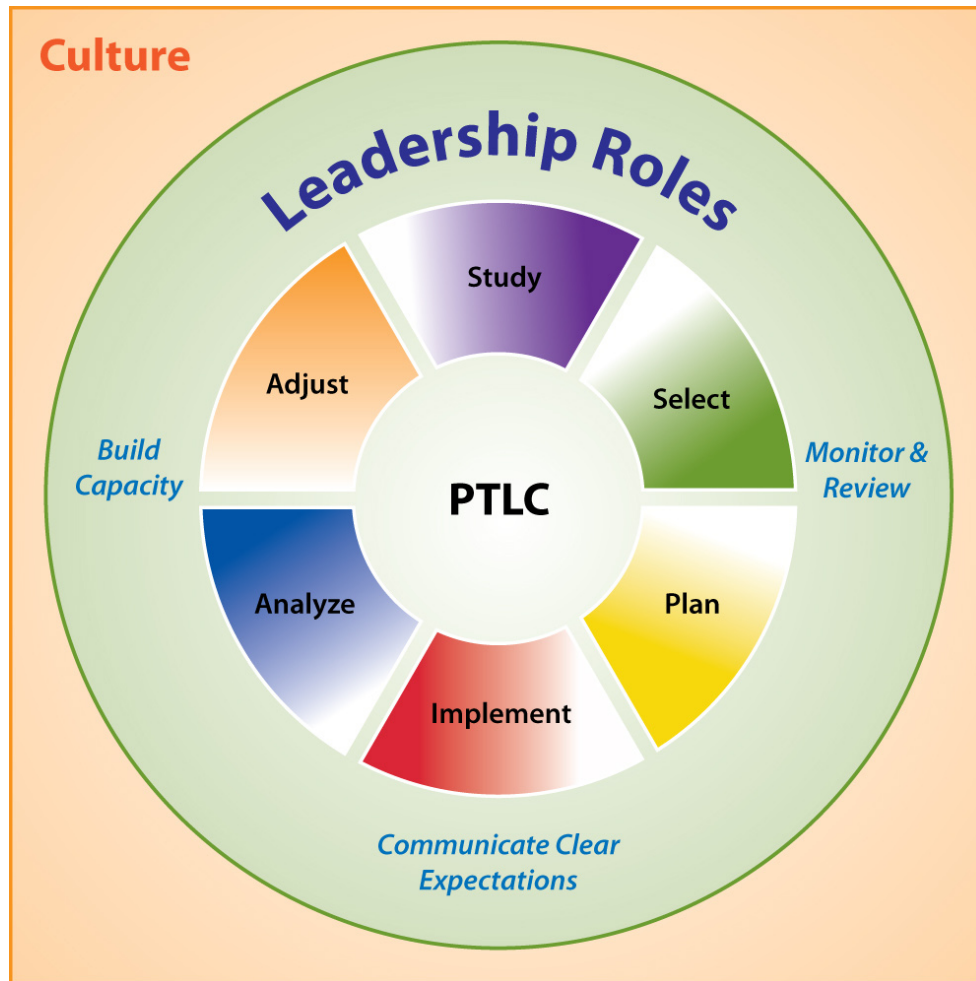 Culture
Leadership Roles
Study
Select
Plan
Implement
Analyze
Adjust
PTLC
Build
Capacity
Monitor &
Review
Communicate Clear
Expectations